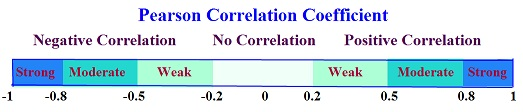 Pearson Correlation Coefficient
Negative Correlation No Correlation Positive Correlation
Strong Moderate Weak Weak Moderate Strong
-1 -0.8 -0.5 -0.2 0 0.2 0.5 0.8 1